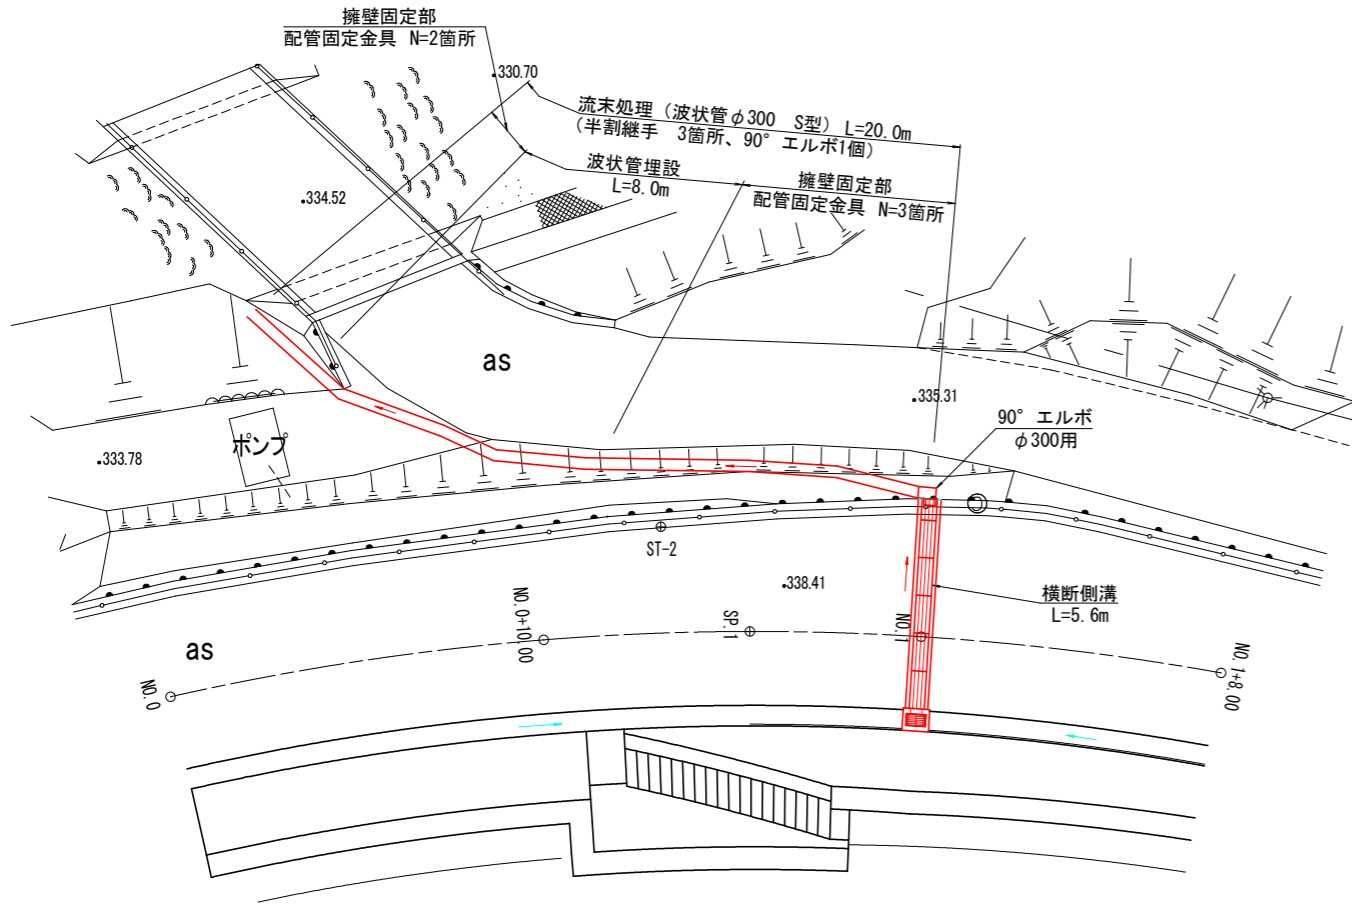 擁壁固定部
配管固定金具 N=2箇所
330.70
流末処理（波状管φ300 S型）L=20.0m
（半割継手 3箇所、90°エルボ1個）
波状管埋設
L=8.0m
擁壁固定部
配管固定金具 N=3箇所
334.52
as
335.31
90°エルボ
φ300用
ポンプ
333.78
ST-2
338.41
横断側溝
L=5.6m
NO.0+10.00
SP.1
NO.1
NO.1+8.00
as
NO.0